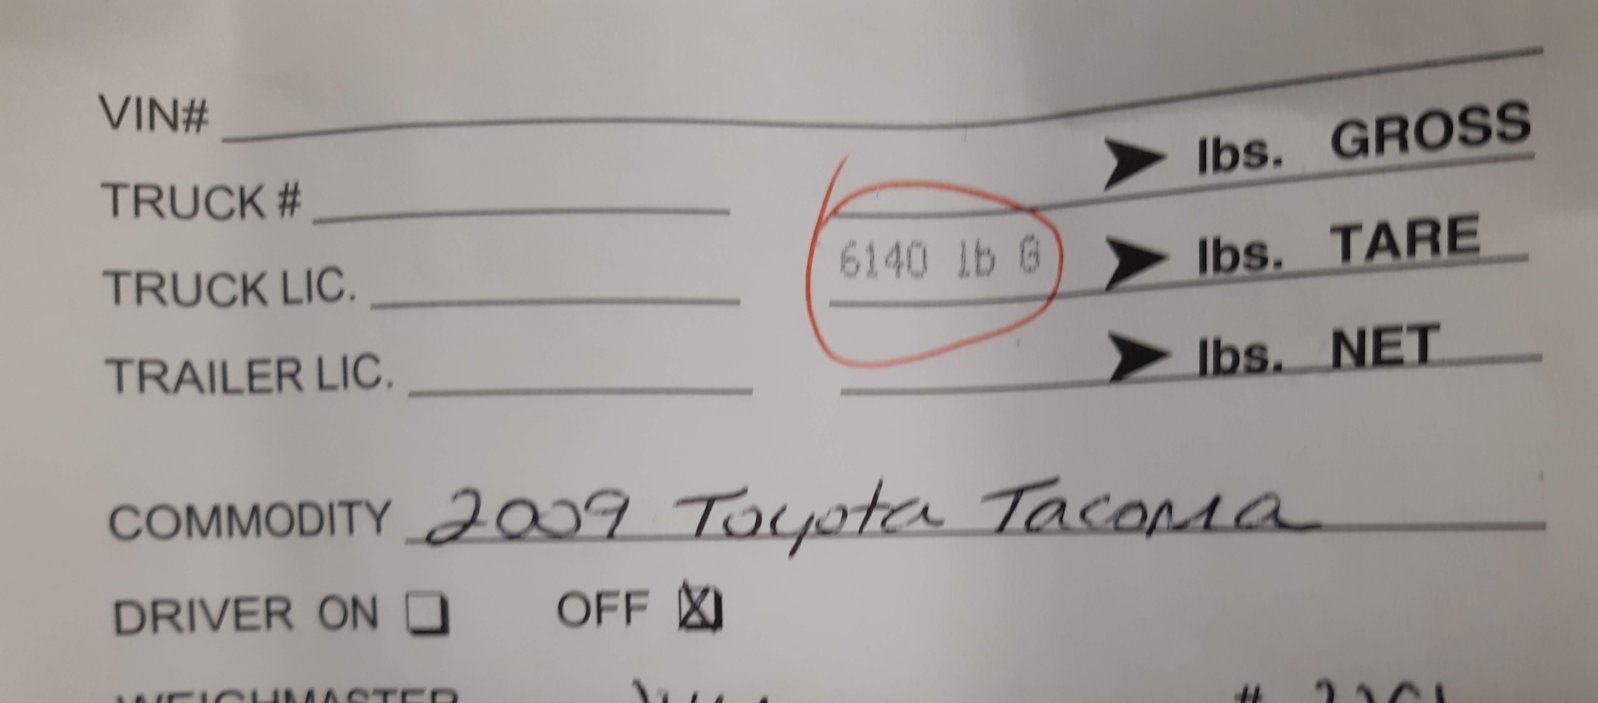 VIN#
lbs. GROSS
TRUCK #
6140 lb G lbs. TARE
TRUCK LIC.
lbs. NET
TRAILER LIC.
COMMODITY 2009 Toyota Tacoma
DRIVER ON OFF X
WEIGHMASTER #